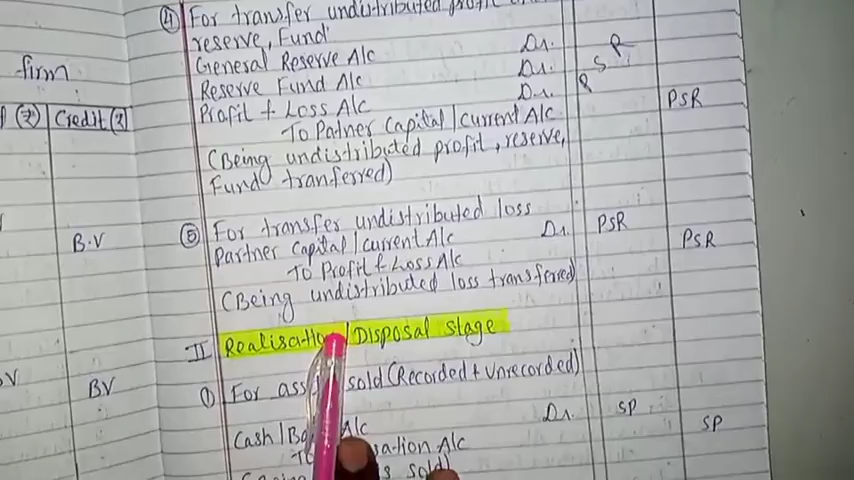 firm
(₹) Credit (₹)
B.V
BV
④ For transfer undistributed profit
reserve, Fund
General Reserve A/c Dr.
Reserve Fund A/c Dr.
Profit & Loss A/c Dr.
To Patner Capital/current A/c PSR
(Being undistributed profit, reserve,
Fund tranferred)
⑤ For transfer undistributed loss
Partner capital/current A/c Dr. PSR
To Profit & Loss A/c PSR
(Being undistributed loss transferred)
II Realisation/Disposal stage
① For sold (Recorded + Unrecorded)
Cash/ A/c Dr. SP
A/c SP
sold)